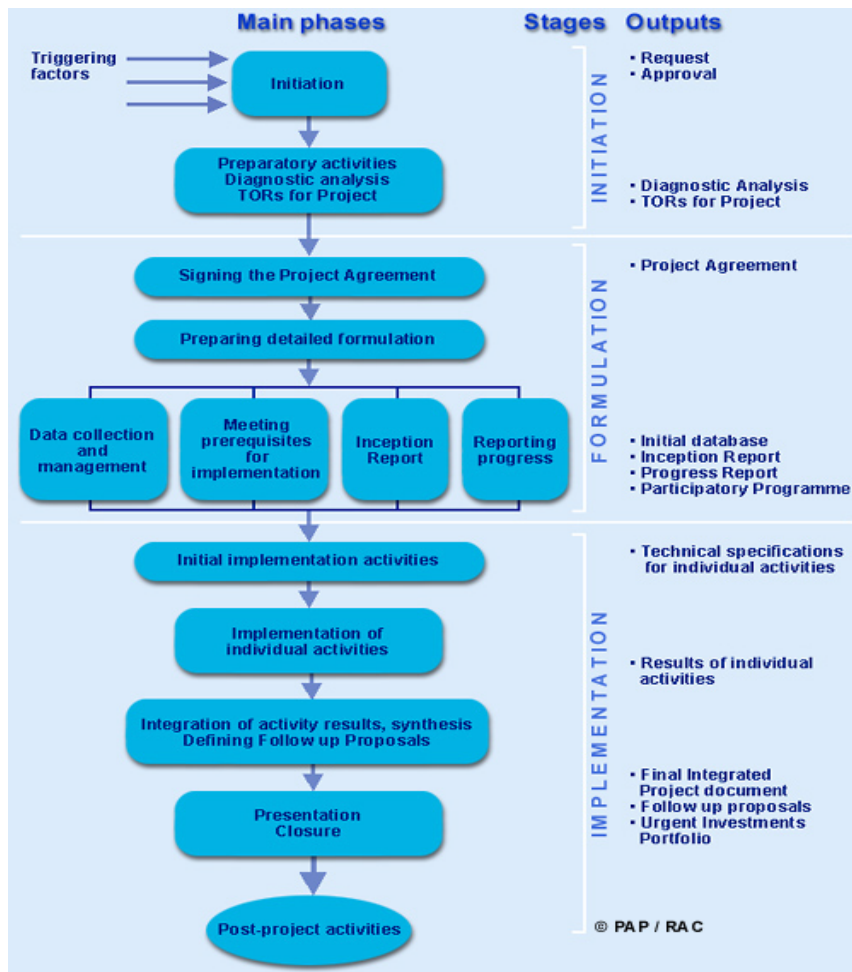 Main phases Stages Outputs
Triggering
factors
Initiation
• Request
• Approval
INITIATION
Preparatory activities
Diagnostic analysis
TORs for Project
• Diagnostic Analysis
• TORs for Project
Signing the Project Agreement
• Project Agreement
FORMULATION
Preparing detailed formulation
Data collection
and
management
Meeting
prerequisites
for
implementation
Inception
Report
Reporting
progress
• Initial database
• Inception Report
• Progress Report
• Participatory Programme
Initial implementation activities
• Technical specifications
for individual activities
IMPLEMENTATION
Implementation of
individual activities
• Results of individual
activities
Integration of activity results, synthesis
Defining Follow up Proposals
• Final Integrated
Project document
• Follow up proposals
• Urgent Investments
Portfolio
Presentation
Closure
Post-project activities
© PAP / RAC